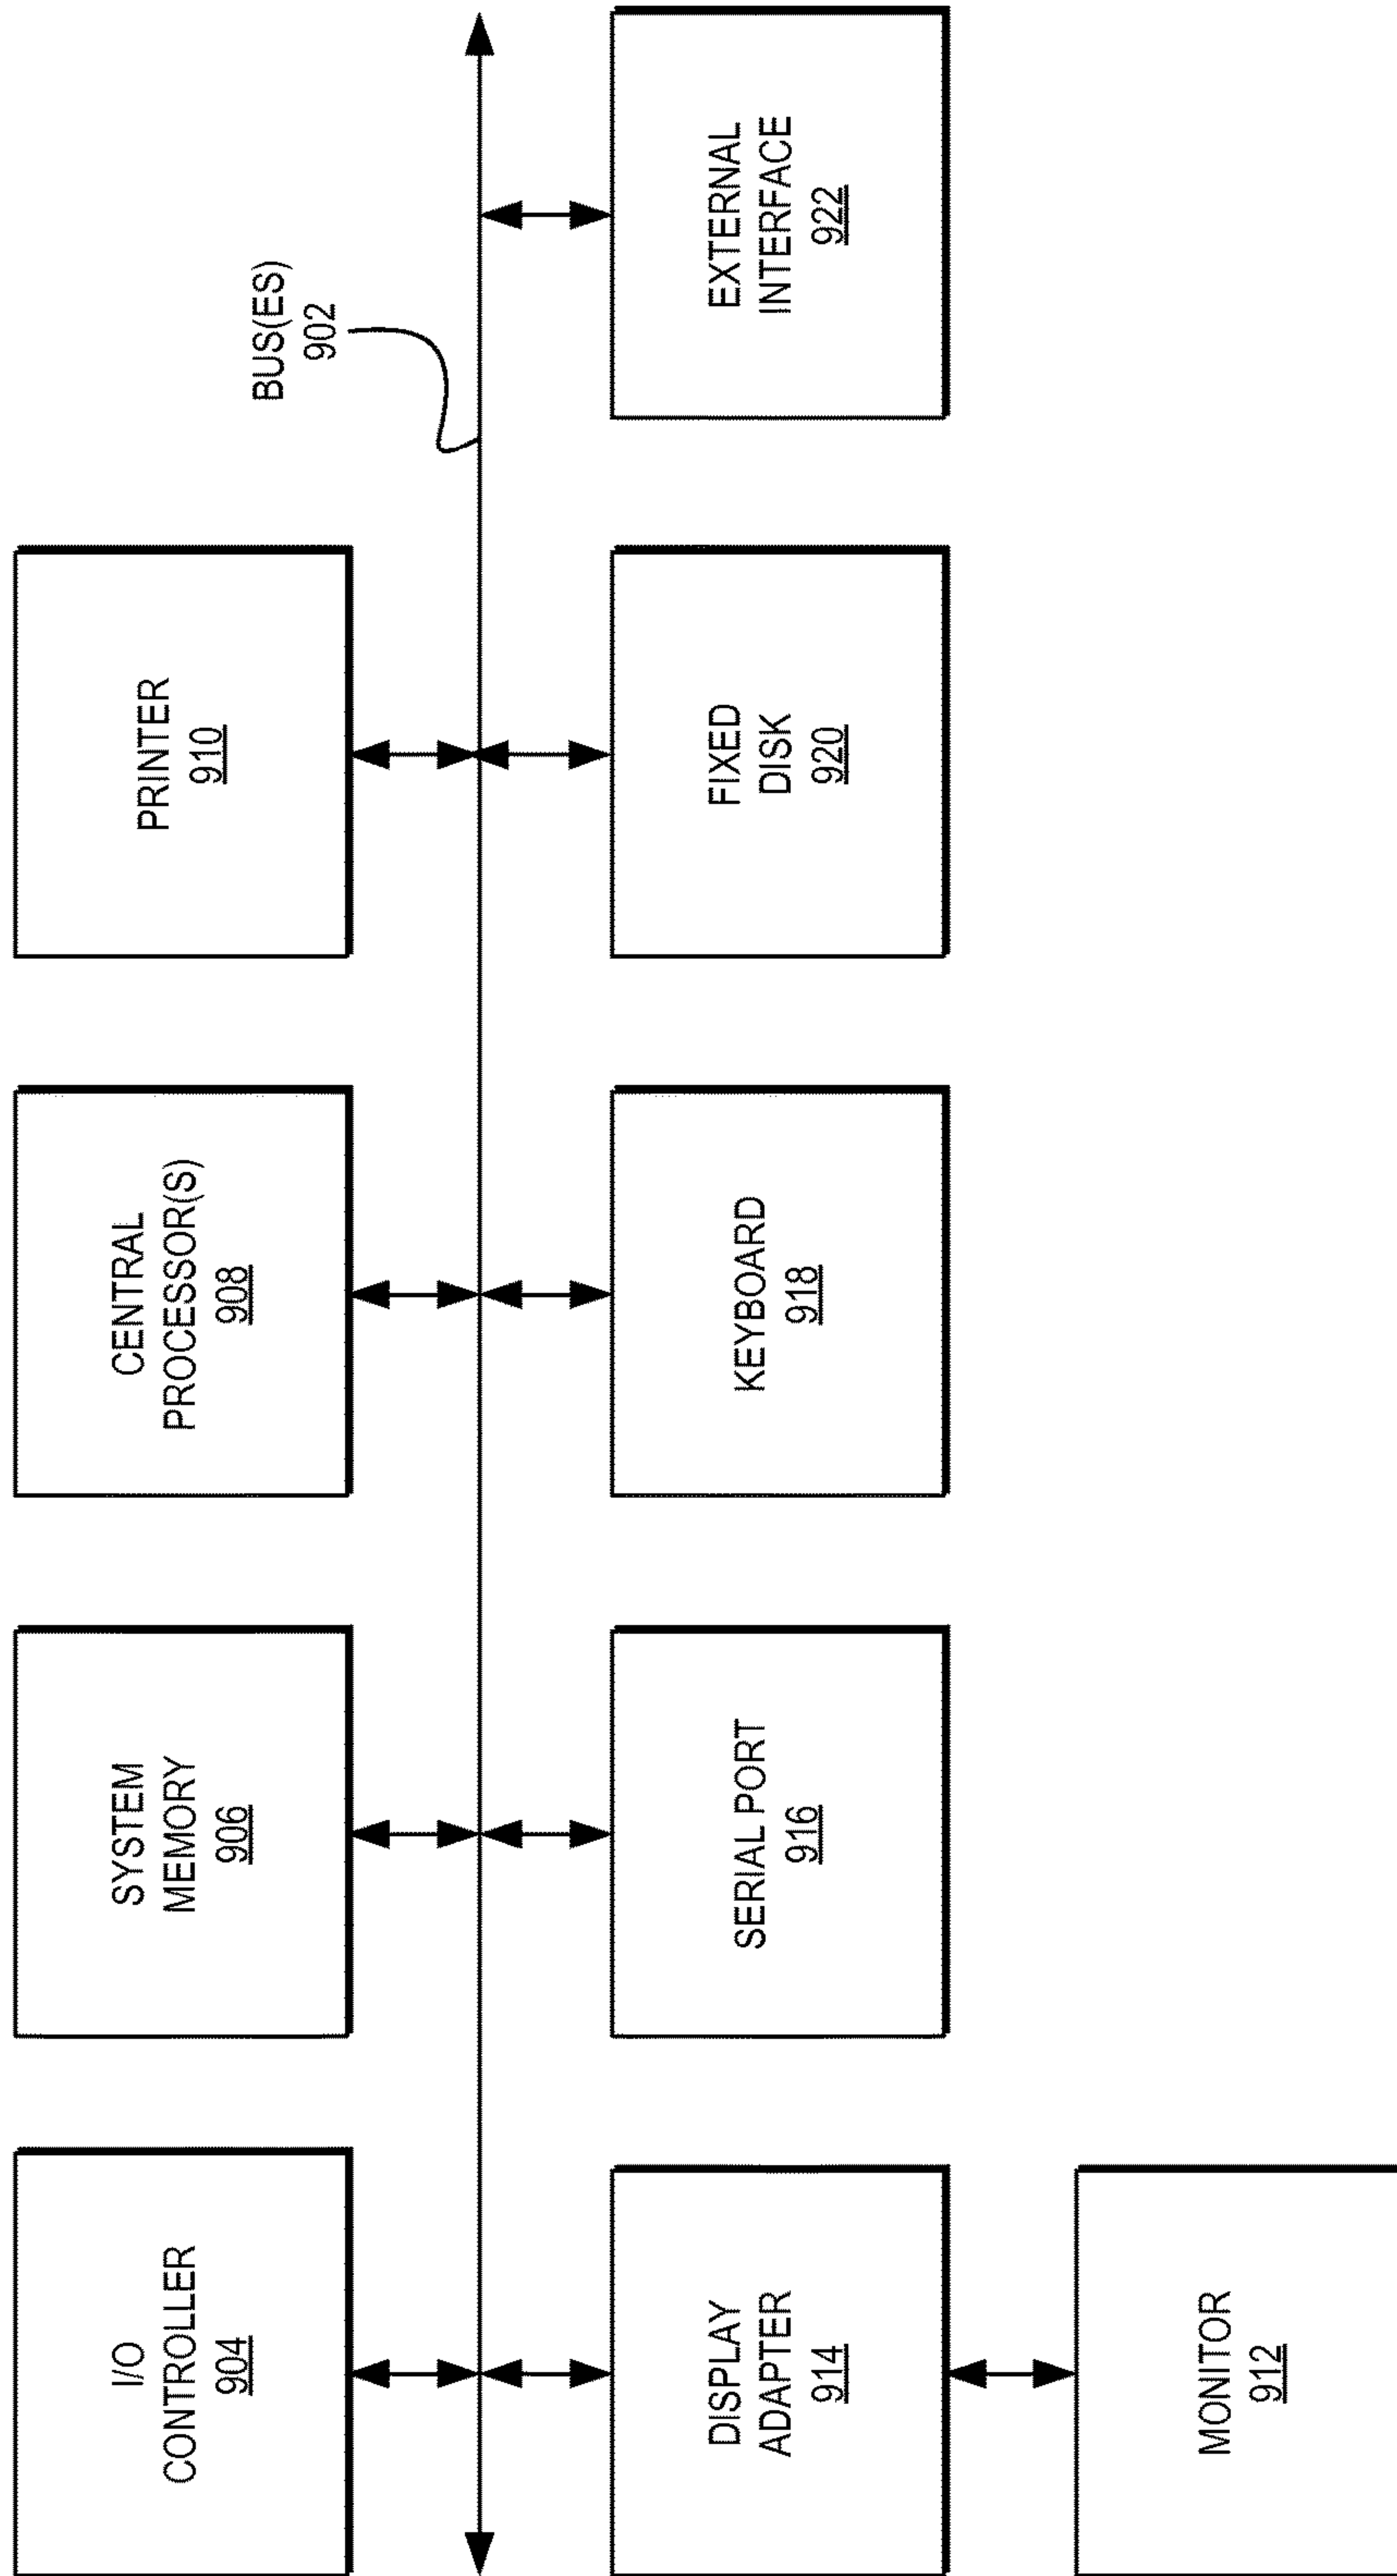 I/O
CONTROLLER
904
SYSTEM
MEMORY
906
CENTRAL
PROCESSOR(S)
908
PRINTER
910
BUS(ES)
902
DISPLAY
ADAPTER
914
SERIAL PORT
916
KEYBOARD
918
FIXED
DISK
920
EXTERNAL
INTERFACE
922
MONITOR
912